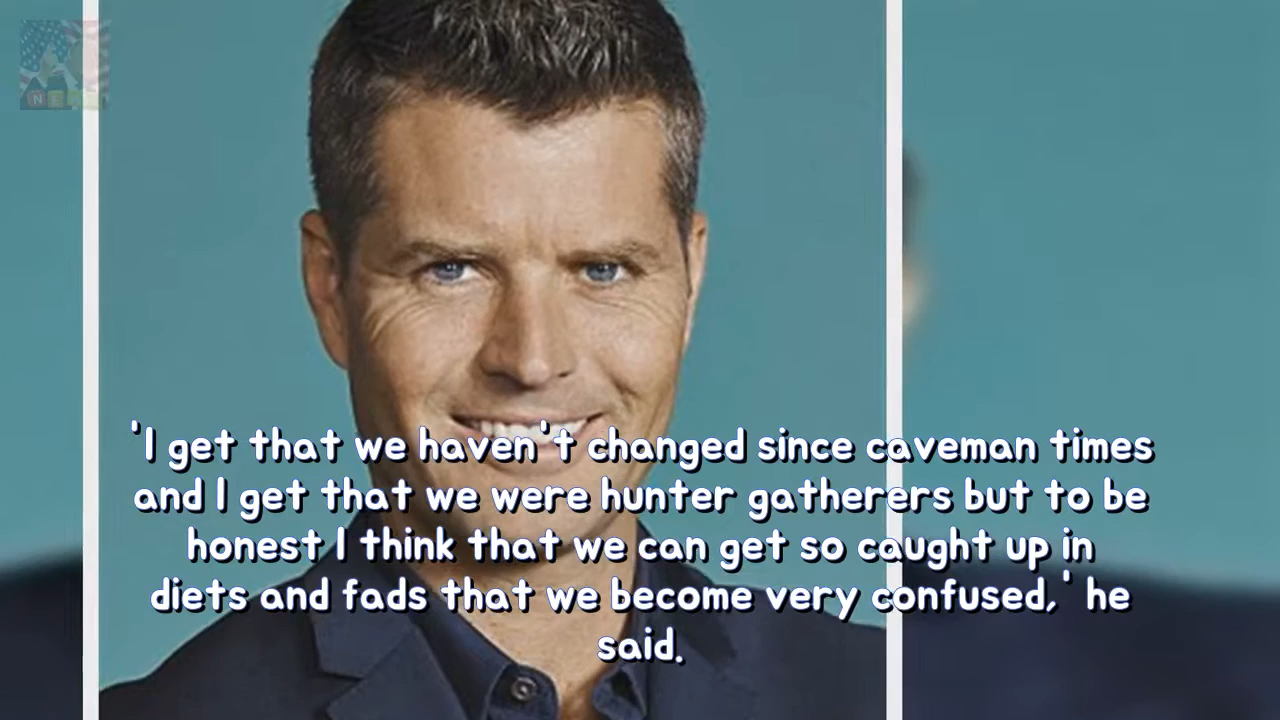 'I get that we haven't changed since caveman times
and I get that we were hunter gatherers but to be
honest I think that we can get so caught up in
diets and fads that we become very confused,' he
said.